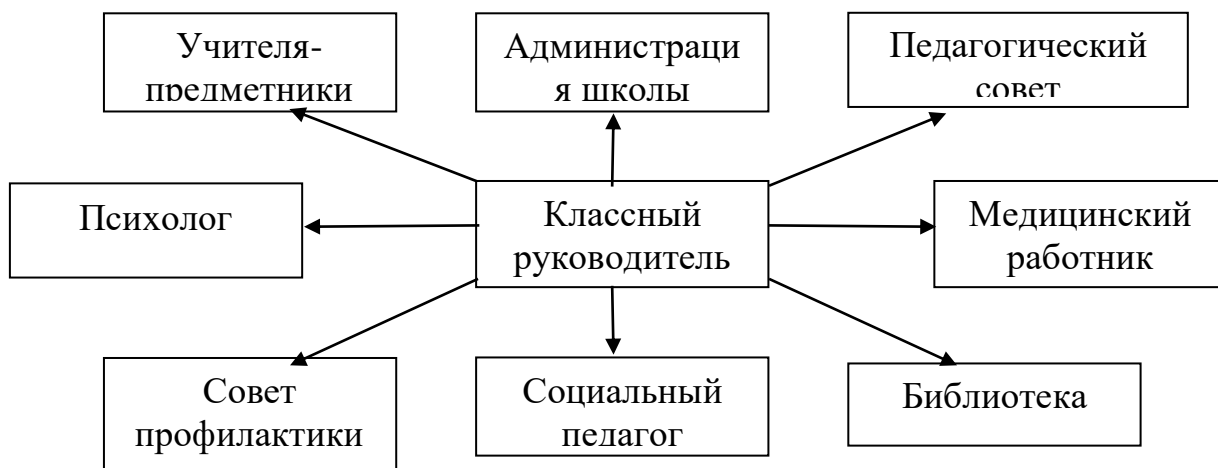 Учителя-
предметники
Администраци
я школы
Педагогический
совет
Психолог
Классный
руководитель
Медицинский
работник
Совет
профилактики
Социальный
педагог
Библиотека